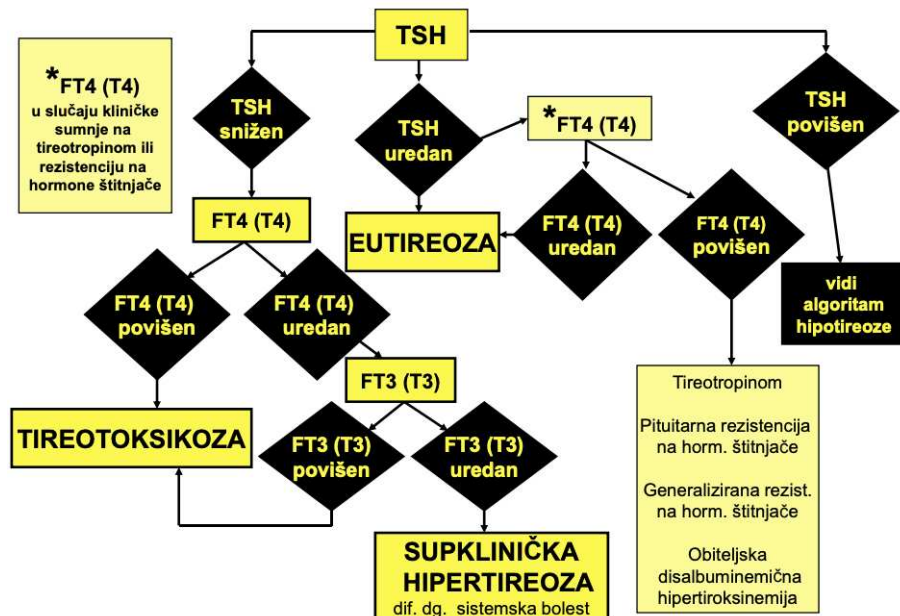 TSH
*FT4 (T4)
u slučaju kliničke
sumnje na
tireotropinom ili
rezistenciju na
hormone štitnjače
TSH
snižen
TSH
uredan
*FT4 (T4)
TSH
povišen
FT4 (T4)
EUTIREOZA
FT4 (T4)
uredan
FT4 (T4)
povišen
vidi
algoritam
hipotireoze
FT4 (T4)
povišen
FT4 (T4)
uredan
FT3 (T3)
TIREOTOKSIKOZA
FT3 (T3)
povišen
FT3 (T3)
uredan
Tireotropinom
Pituitarna rezistencija
na horm. štitnjače
Generalizirana rezist.
na horm. štitnjače
Obiteljska
disalbuminemična
hipertiroksinemija
SUPKLINIČKA
HIPERTIREOZA
dif. dg. sistemska bolest